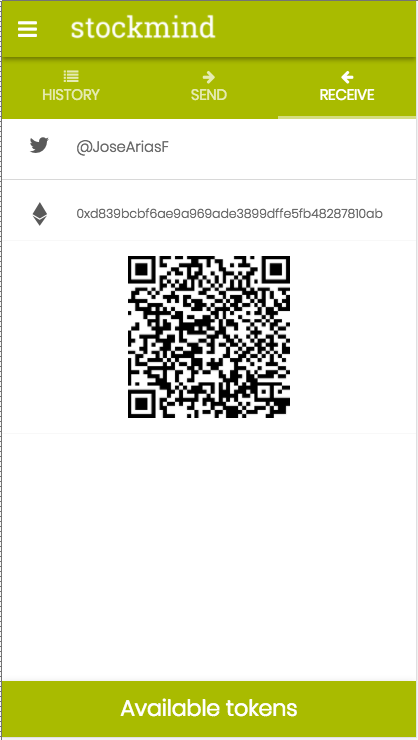 stockmind
HISTORY
SEND
RECEIVE
@JoseAriasF
0xd839bcbf6ae9a969ade3899dffe5fb48287810ab
Available tokens